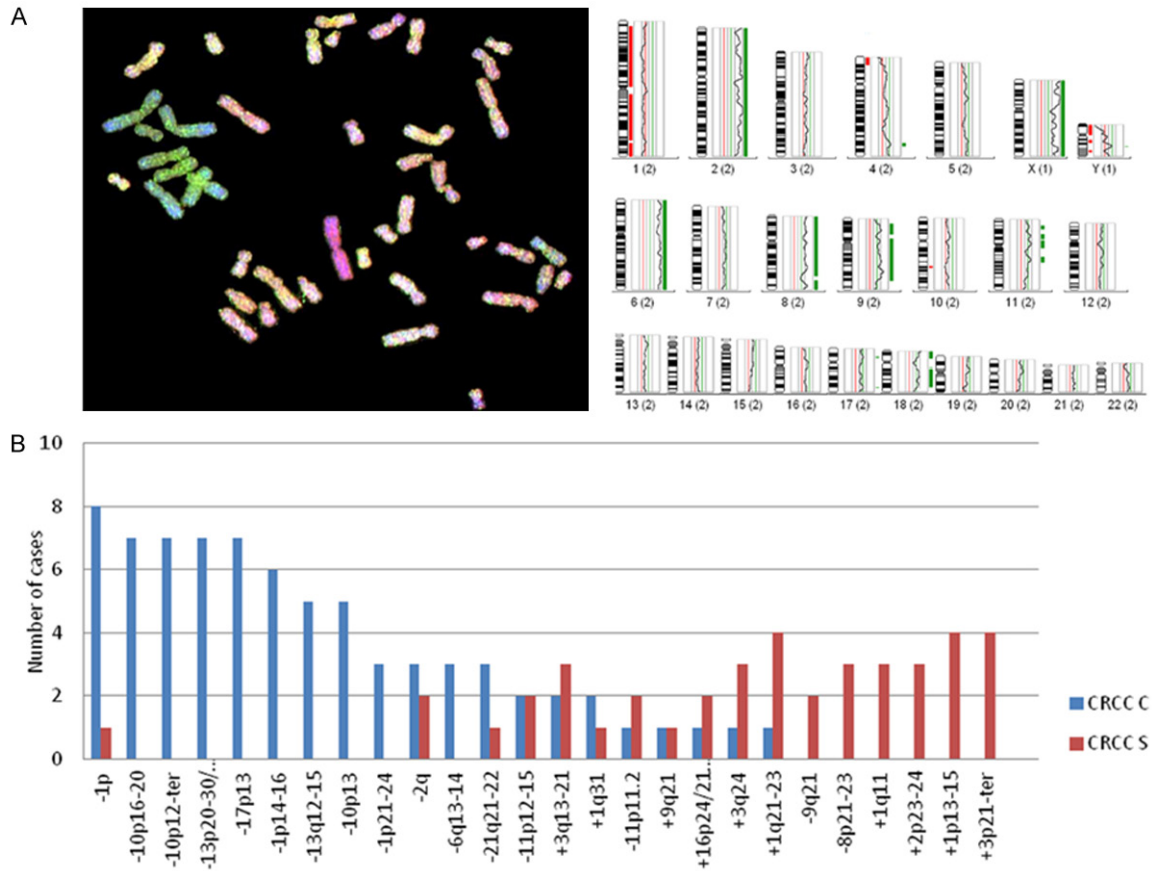 A
1 (2) 2 (2) 3 (2) 4 (2) 5 (2) X (1) Y (1)
6 (2) 7 (2) 8 (2) 9 (2) 10 (2) 11 (2) 12 (2)
13 (2) 14 (2) 15 (2) 16 (2) 17 (2) 18 (2) 19 (2) 20 (2) 21 (2) 22 (2)
B
10
8
6
4
2
0
Number of cases
-1p
-10p16-20
-10p12-ter
-13p20-30/...
-17p13
-1p14-16
-13q12-15
-10p13
-1p21-24
-2q
-6q13-14
-21q21-22
-11p12-15
+3q13-21
+1q31
-11p11.2
+9q21
+16p24/21...
+3q24
+1q21-23
-9q21
-8p21-23
+1q11
+2p23-24
+1p13-15
+3p21-ter
CRCC C
CRCC S